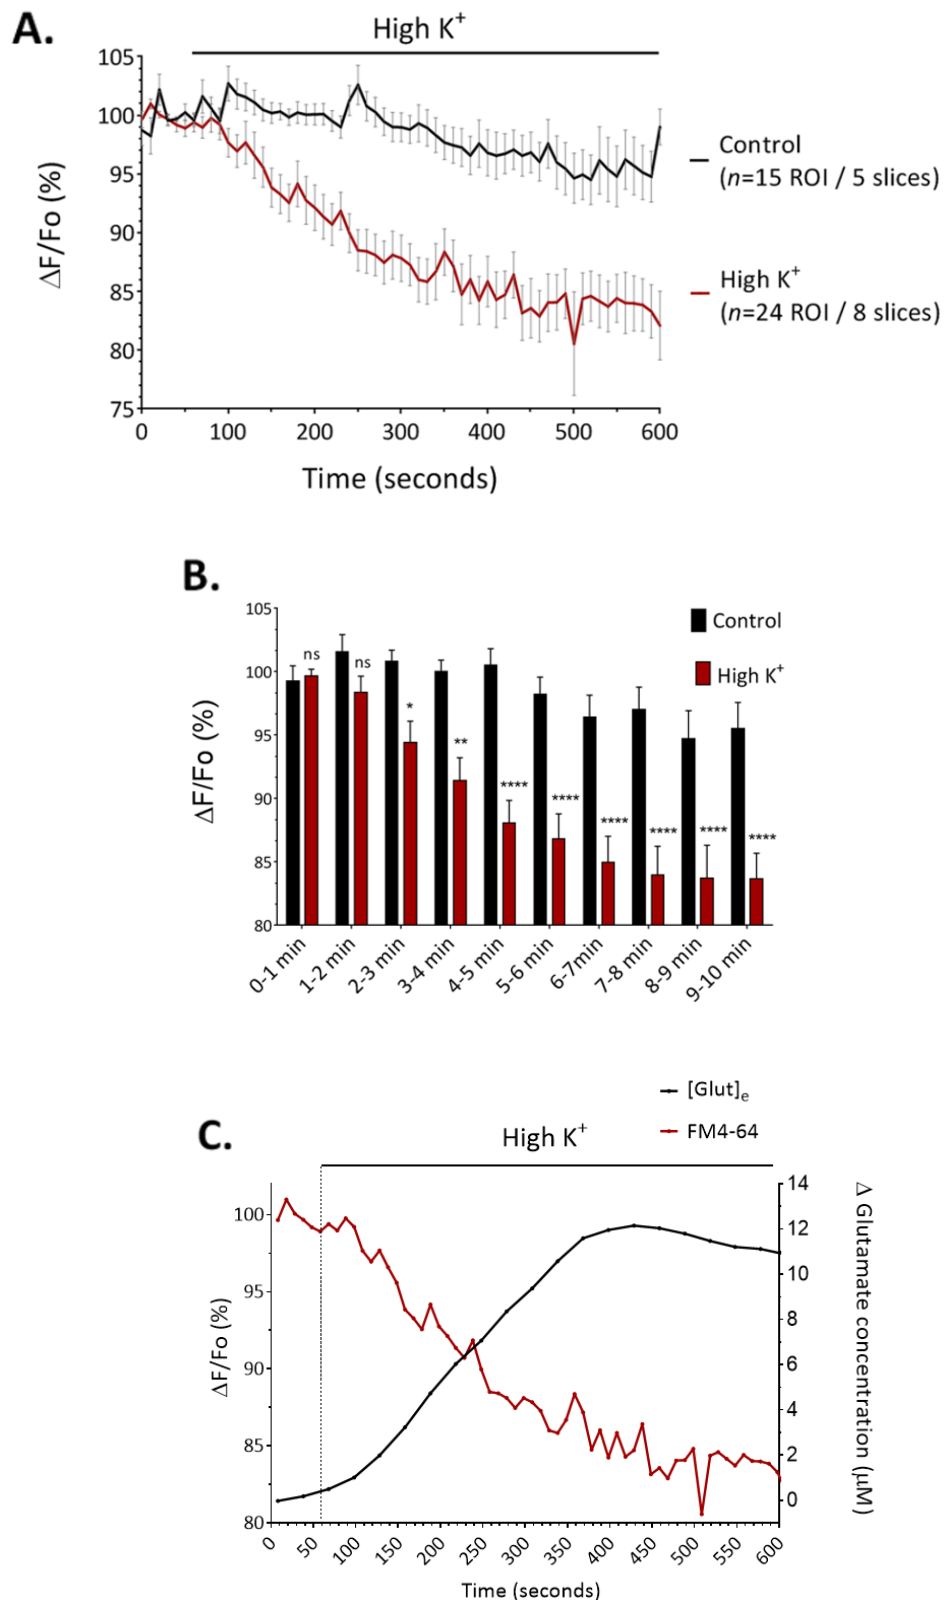 A.
High K⁺
105
100
95
90
85
80
75
ΔF/Fo (%)
0 100 200 300 400 500 600
Time (seconds)
Control
(n=15 ROI / 5 slices)
High K⁺
(n=24 ROI / 8 slices)
B.
105
100
95
90
85
80
ΔF/Fo (%)
ns ns * ** **** **** **** **** **** ****
Control
High K⁺
0-1 min 1-2 min 2-3 min 3-4 min 4-5 min 5-6 min 6-7min 7-8 min 8-9 min 9-10 min
C.
[Glut]ₑ
FM4-64
High K⁺
100
95
90
85
80
ΔF/Fo (%)
14
12
10
8
6
4
2
0
Δ Glutamate concentration (μM)
0 50 100 150 200 250 300 350 400 450 500 550 600
Time (seconds)